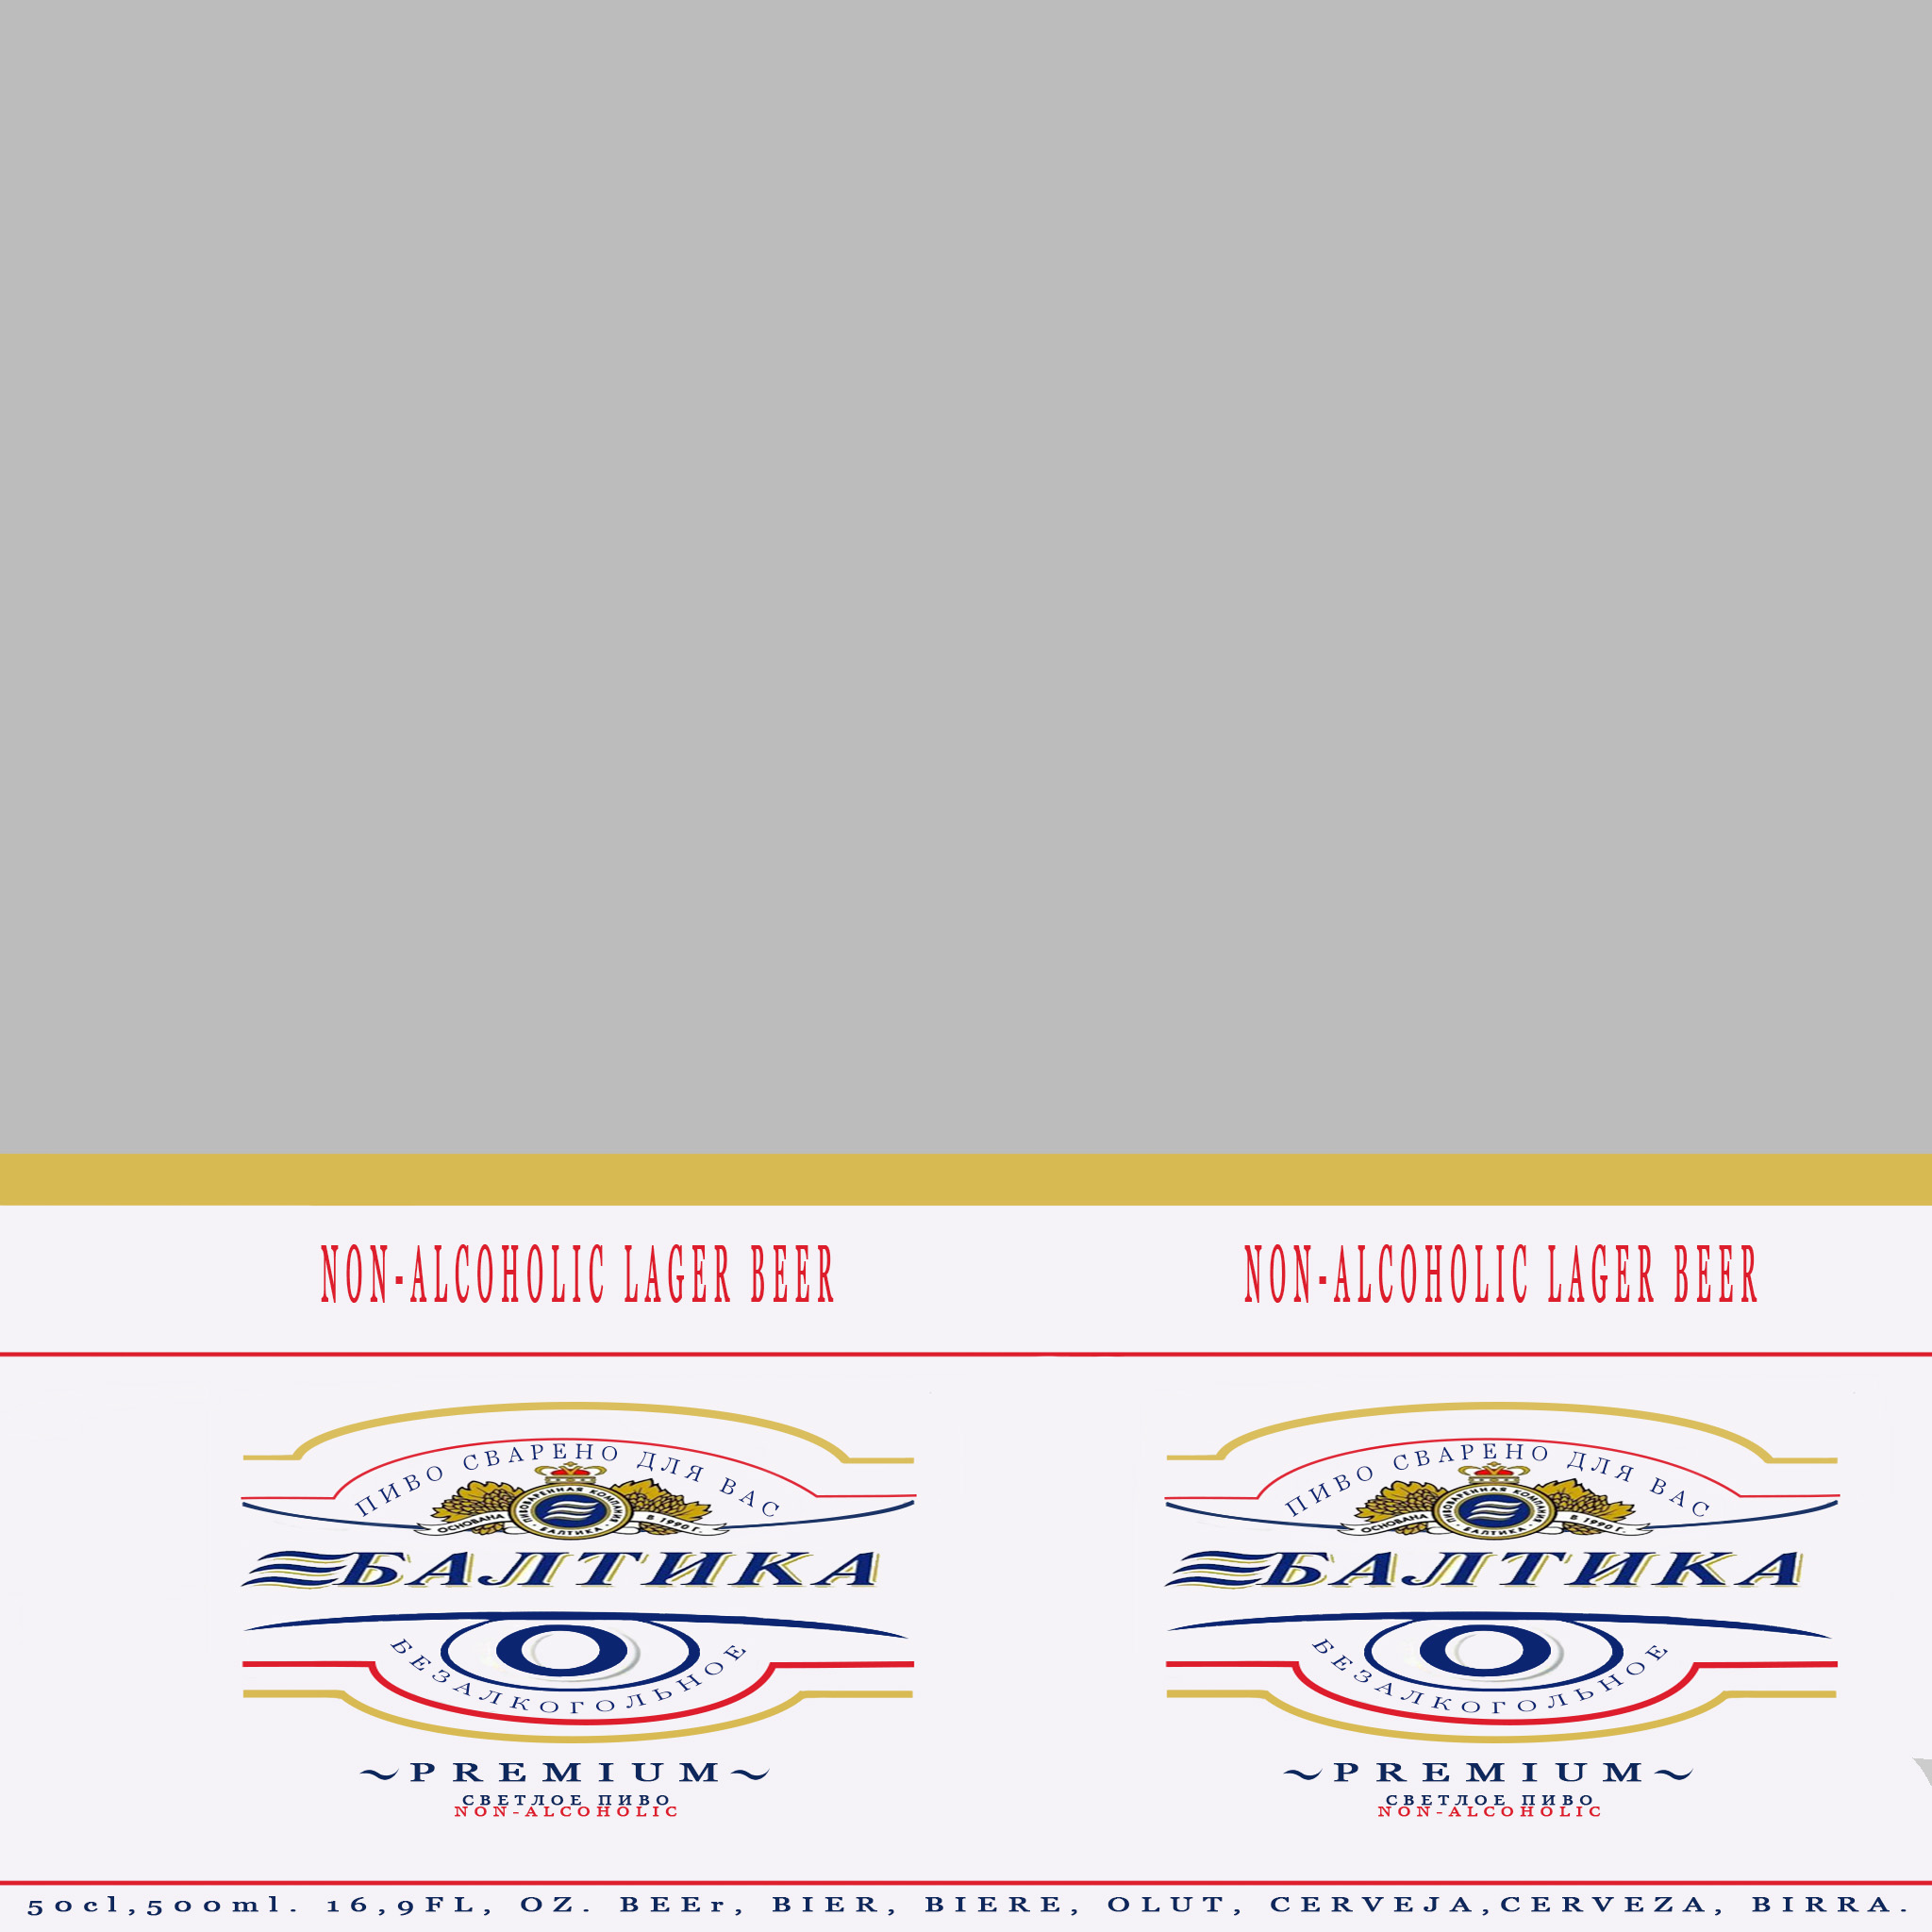 NON-ALCOHOLIC LAGER BEER
NON-ALCOHOLIC LAGER BEER
ПИВО СВАРЕНО ДЛЯ ВАС
ПИВОВАРЕННАЯ КОМПАНИЯ
ОСНОВАНА В 1990 Г.
БАЛТИКА
БАЛТИКА
0
БЕЗАЛКОГОЛЬНОЕ
PREMIUM
СВЕТЛОЕ ПИВО
NON-ALCOHOLIC
ПИВО СВАРЕНО ДЛЯ ВАС
ПИВОВАРЕННАЯ КОМПАНИЯ
ОСНОВАНА В 1990 Г.
БАЛТИКА
БАЛТИКА
0
БЕЗАЛКОГОЛЬНОЕ
PREMIUM
СВЕТЛОЕ ПИВО
NON-ALCOHOLIC
50cl,500ml. 16,9FL, OZ. BEEr, BIER, BIERE, OLUT, CERVEJA,CERVEZA, BIRRA.